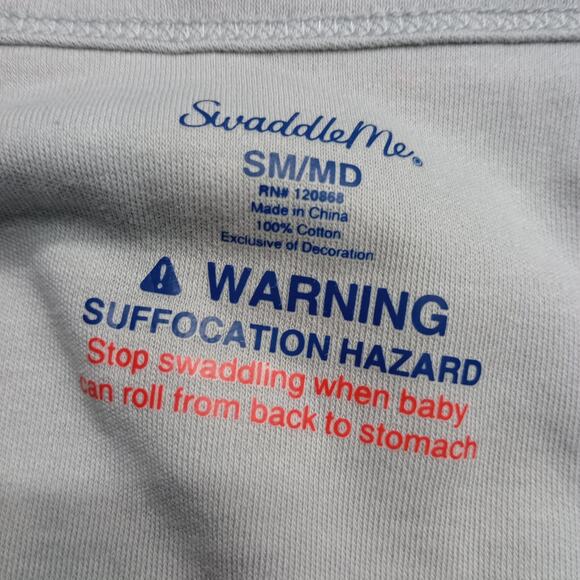 SwaddleMe®
SM/MD
RN# 120868
Made in China
100% Cotton
Exclusive of Decoration
WARNING
SUFFOCATION HAZARD
Stop swaddling when baby
can roll from back to stomach